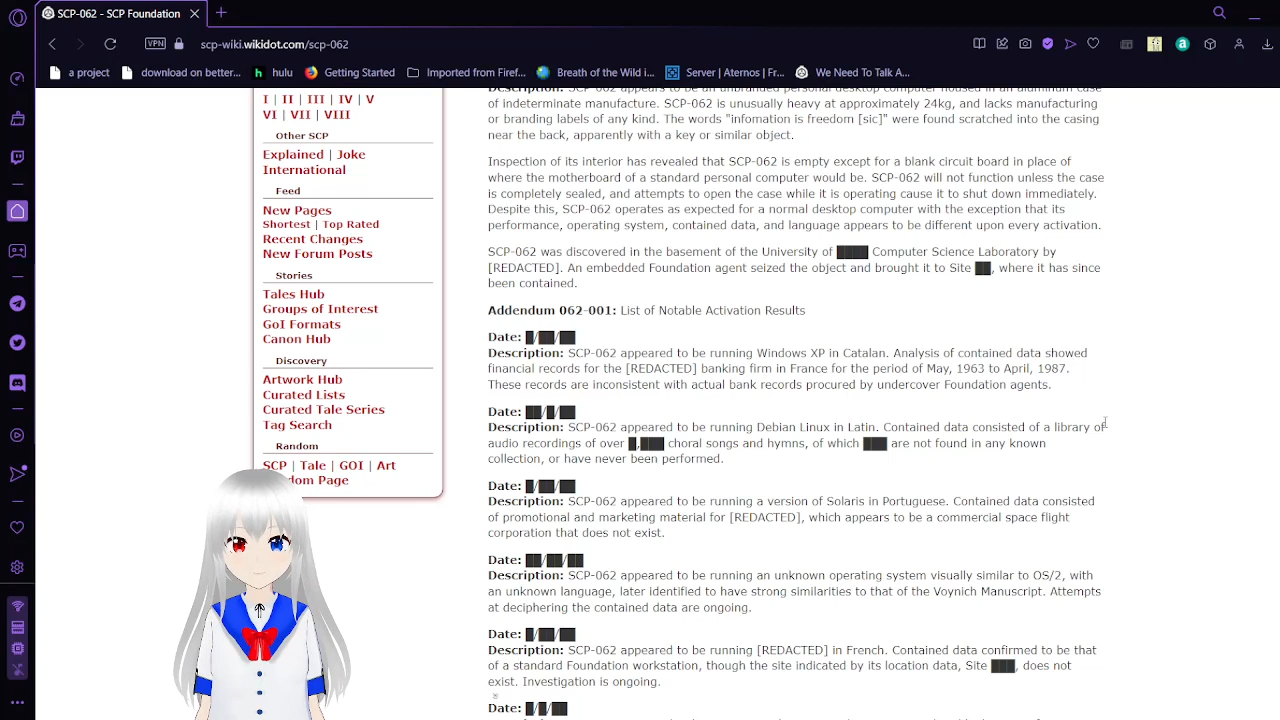 SCP-062 - SCP Foundation
VPN
scp-wiki.wikidot.com/scp-062
a project
download on better...
hulu
Getting Started
Imported from Firef...
Breath of the Wild i...
Server | Aternos | Fr...
We Need To Talk A...
I | II | III | IV | V
VI | VII | VIII
Other SCP
Explained | Joke
International
Feed
New Pages
Shortest | Top Rated
Recent Changes
New Forum Posts
Stories
Tales Hub
Groups of Interest
GoI Formats
Canon Hub
Discovery
Artwork Hub
Curated Lists
Curated Tale Series
Tag Search
Random
SCP | Tale | GOI | Art
dom Page
Description: SCP-062 appears to be an unbranded personal desktop computer housed in an aluminum case
of indeterminate manufacture. SCP-062 is unusually heavy at approximately 24kg, and lacks manufacturing
or branding labels of any kind. The words "infomation is freedom [sic]" were found scratched into the casing
near the back, apparently with a key or similar object.
Inspection of its interior has revealed that SCP-062 is empty except for a blank circuit board in place of
where the motherboard of a standard personal computer would be. SCP-062 will not function unless the case
is completely sealed, and attempts to open the case while it is operating cause it to shut down immediately.
Despite this, SCP-062 operates as expected for a normal desktop computer with the exception that its
performance, operating system, contained data, and language appears to be different upon every activation.
SCP-062 was discovered in the basement of the University of ████ Computer Science Laboratory by
[REDACTED]. An embedded Foundation agent seized the object and brought it to Site ██, where it has since
been contained.
Addendum 062-001: List of Notable Activation Results
Date: █/██/██
Description: SCP-062 appeared to be running Windows XP in Catalan. Analysis of contained data showed
financial records for the [REDACTED] banking firm in France for the period of May, 1963 to April, 1987.
These records are inconsistent with actual bank records procured by undercover Foundation agents.
Date: ██/█/██
Description: SCP-062 appeared to be running Debian Linux in Latin. Contained data consisted of a library of
audio recordings of over █,███ choral songs and hymns, of which ███ are not found in any known
collection, or have never been performed.
Date: █/██/██
Description: SCP-062 appeared to be running a version of Solaris in Portuguese. Contained data consisted
of promotional and marketing material for [REDACTED], which appears to be a commercial space flight
corporation that does not exist.
Date: ██/██/██
Description: SCP-062 appeared to be running an unknown operating system visually similar to OS/2, with
an unknown language, later identified to have strong similarities to that of the Voynich Manuscript. Attempts
at deciphering the contained data are ongoing.
Date: █/██/██
Description: SCP-062 appeared to be running [REDACTED] in French. Contained data confirmed to be that
of a standard Foundation workstation, though the site indicated by its location data, Site ███, does not
exist. Investigation is ongoing.
Date: █/█/██